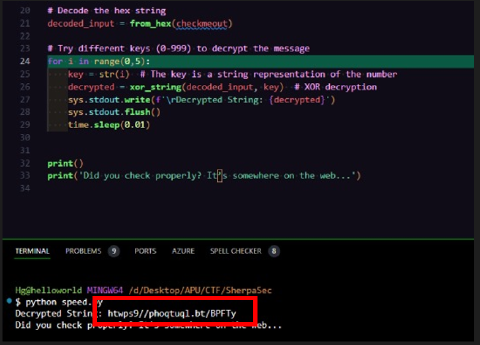 20 # Decode the hex string
21 decoded_input = from_hex(checkmeout)
22
23 # Try different keys (0-999) to decrypt the message
24 for i in range(0,5):
25 key = str(i) # The key is a string representation of the number
26 decrypted = xor_string(decoded_input, key) # XOR decryption
27 sys.stdout.write(f'\rDecrypted String: {decrypted}')
28 sys.stdout.flush()
29 time.sleep(0.01)
30
31
32 print()
33 print('Did you check properly? It's somewhere on the web...')
34
TERMINAL PROBLEMS 9 PORTS AZURE SPELL CHECKER 8
Hg@helloworld MINGW64 /d/Desktop/APU/CTF/SherpaSec
$ python speed.py
Decrypted String: htwps9//phoqtuql.bt/BPFTy
Did you check properly? It's somewhere on the web...